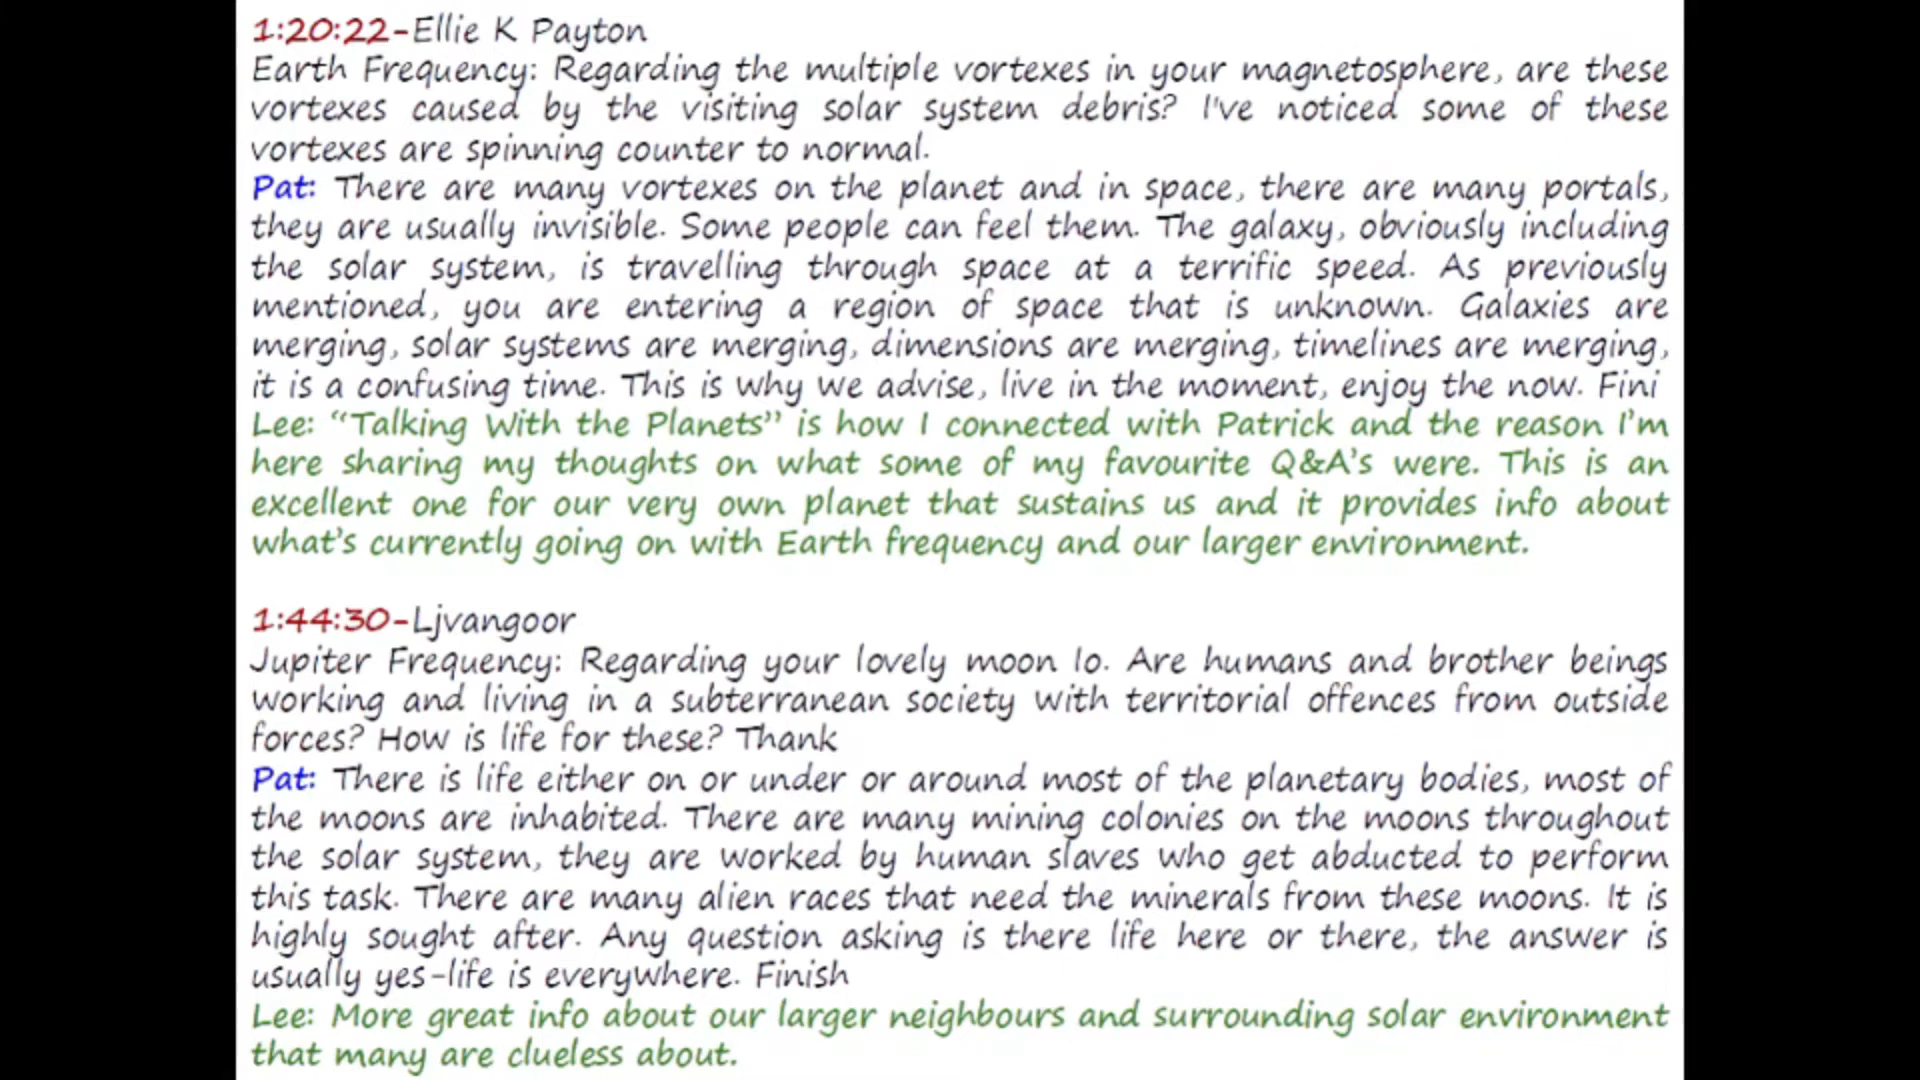 1:20:22-Ellie K Payton
Earth Frequency: Regarding the multiple vortexes in your magnetosphere, are these
vortexes caused by the visiting solar system debris? I've noticed some of these
vortexes are spinning counter to normal.
Pat: There are many vortexes on the planet and in space, there are many portals,
they are usually invisible. Some people can feel them. The galaxy, obviously including
the solar system, is travelling through space at a terrific speed. As previously
mentioned, you are entering a region of space that is unknown. Galaxies are
merging, solar systems are merging, dimensions are merging, timelines are merging,
it is a confusing time. This is why we advise, live in the moment, enjoy the now. Fini
Lee: “Talking With the Planets” is how I connected with Patrick and the reason I’m
here sharing my thoughts on what some of my favourite Q&A’s were. This is an
excellent one for our very own planet that sustains us and it provides info about
what’s currently going on with Earth frequency and our larger environment.
1:44:30-Ljvangoor
Jupiter Frequency: Regarding your lovely moon Io. Are humans and brother beings
working and living in a subterranean society with territorial offences from outside
forces? How is life for these? Thank
Pat: There is life either on or under or around most of the planetary bodies, most of
the moons are inhabited. There are many mining colonies on the moons throughout
the solar system, they are worked by human slaves who get abducted to perform
this task. There are many alien races that need the minerals from these moons. It is
highly sought after. Any question asking is there life here or there, the answer is
usually yes-life is everywhere. Finish
Lee: More great info about our larger neighbours and surrounding solar environment
that many are clueless about.